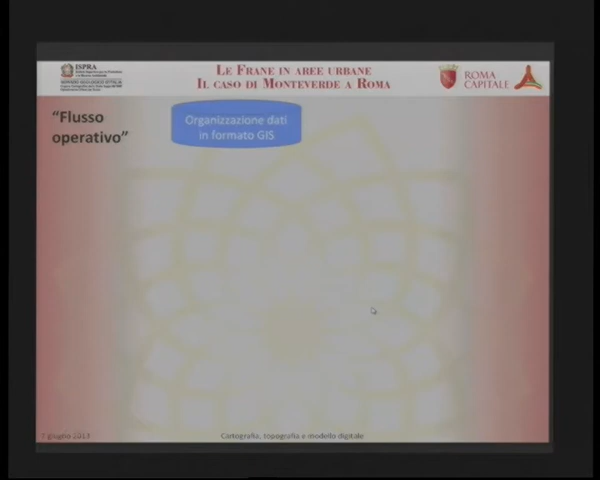 ISPRA
LE FRANE IN AREE URBANE
IL CASO DI MONTEVERDE A ROMA
ROMA
CAPITALE
“Flusso
operativo”
Organizzazione dati
in formato GIS
7 giugno 2013
Cartografia, topografia e modello digitale